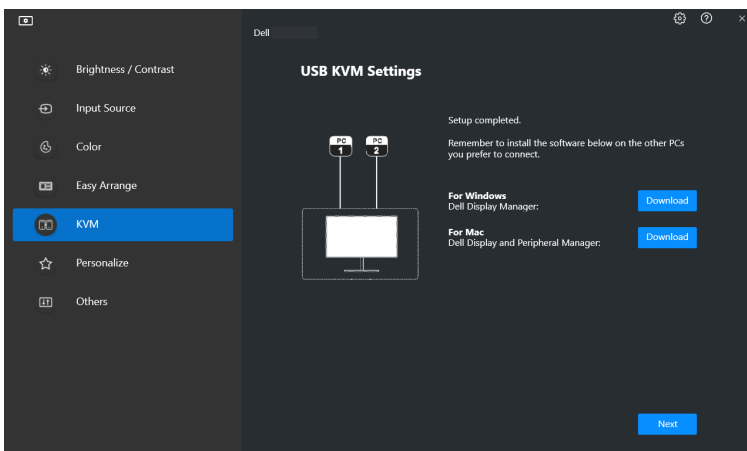 Dell
Brightness / Contrast
Input Source
Color
Easy Arrange
KVM
Personalize
Others
USB KVM Settings
PC
1
PC
2
Setup completed.
Remember to install the software below on the other PCs
you prefer to connect.
For Windows
Dell Display Manager:
Download
For Mac
Dell Display and Peripheral Manager:
Download
Next